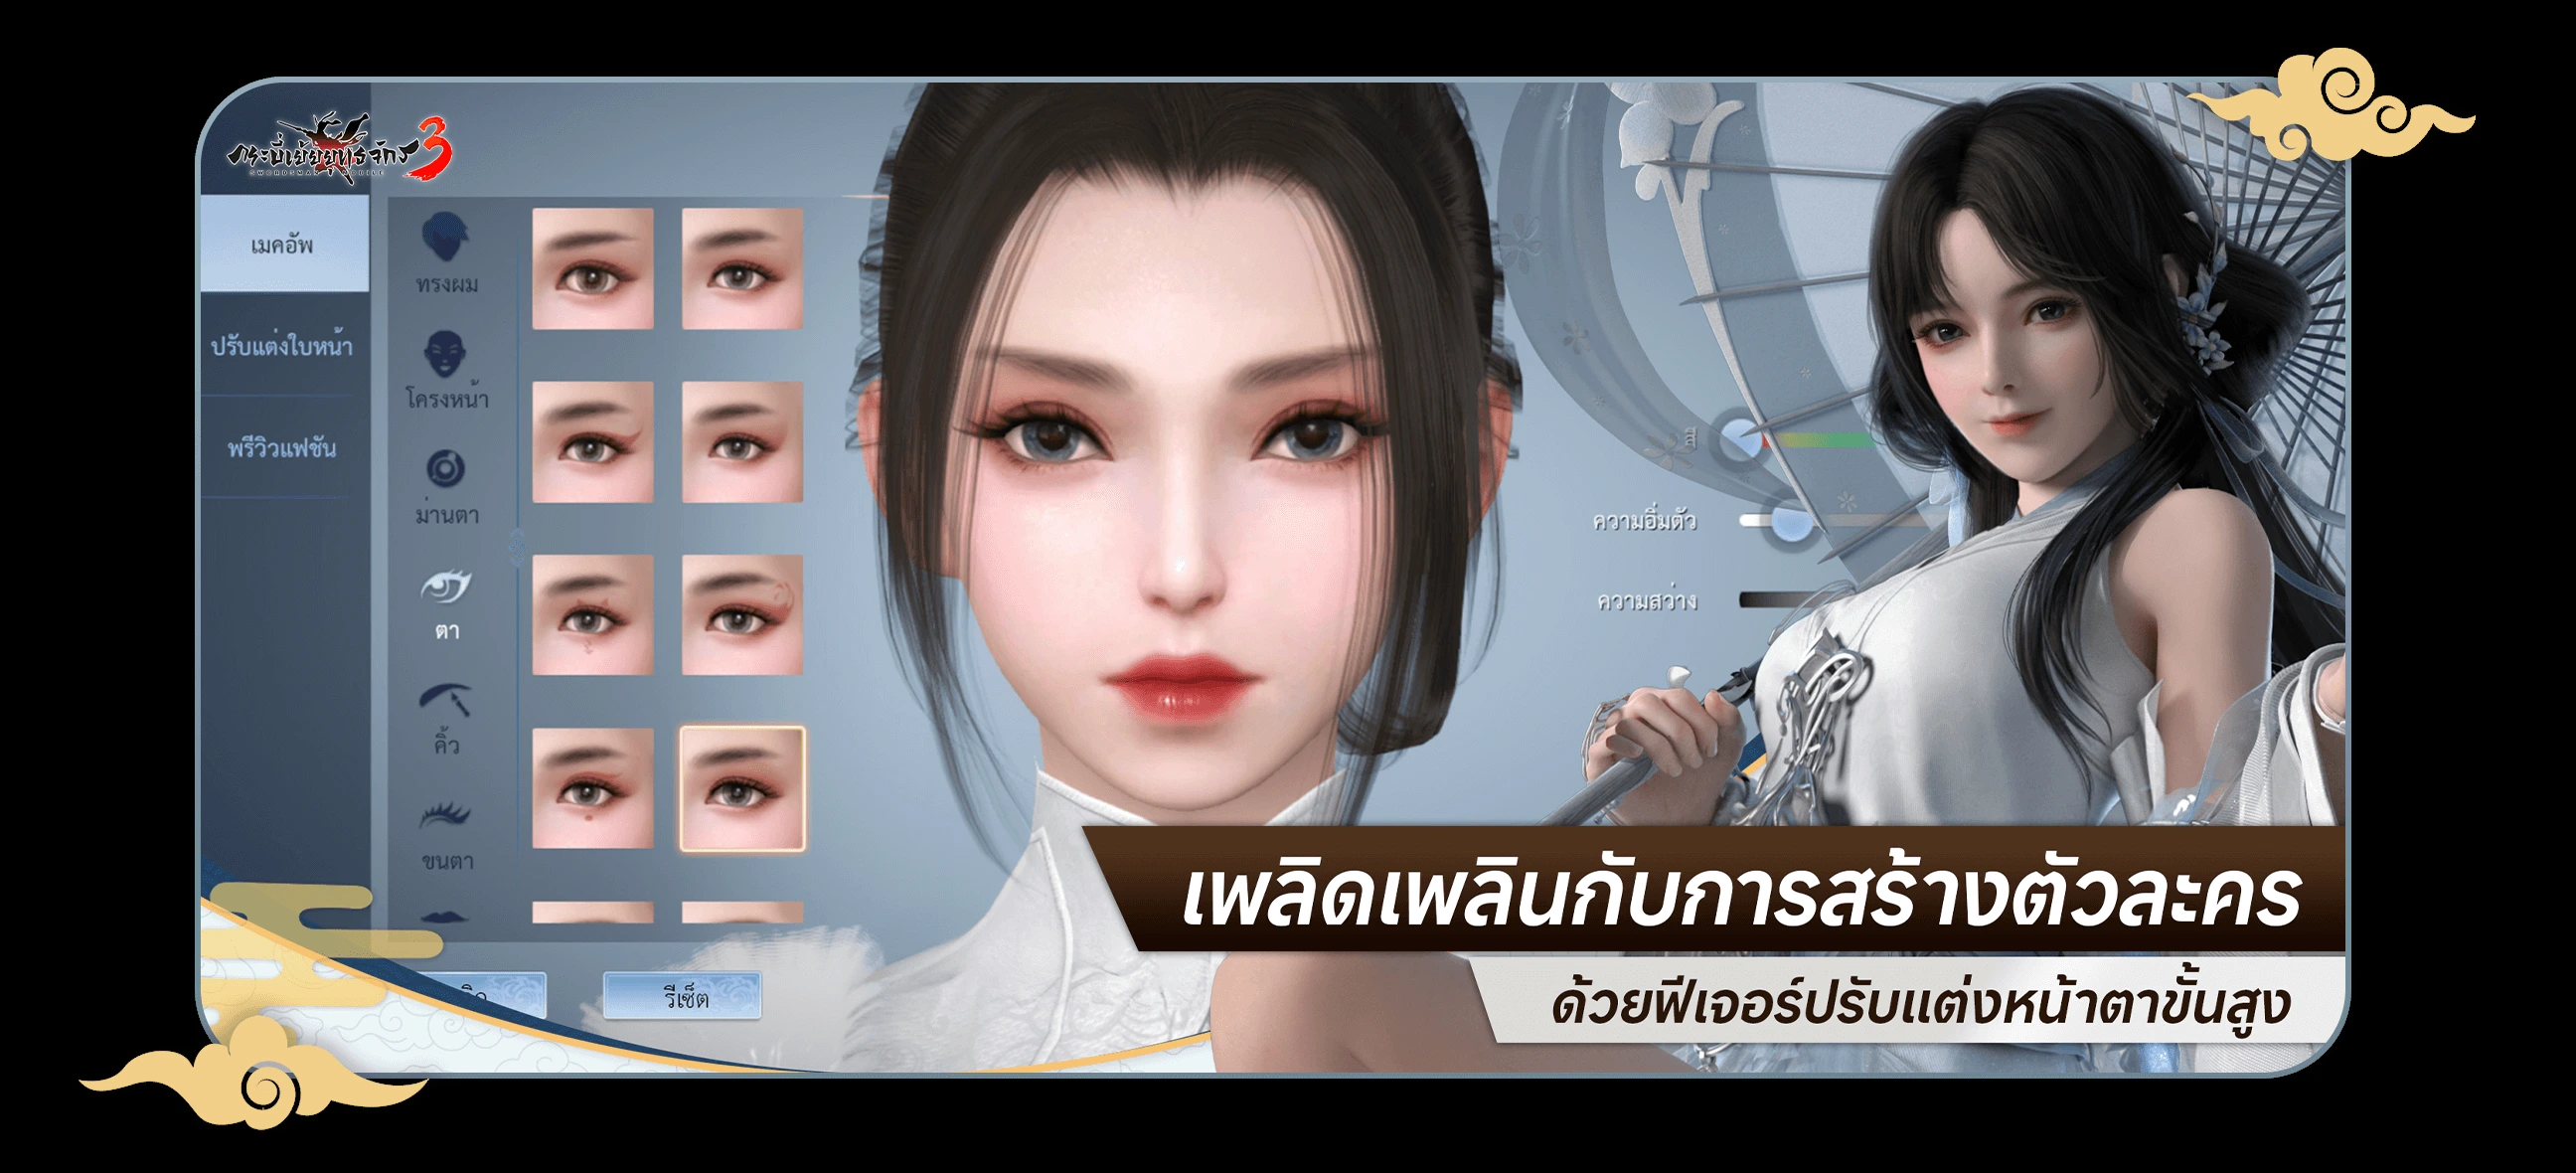 กระบี่เย้ยยุทธจักร 3
SWORDSMAN MOBILE
เมคอัพ
ปรับแต่งใบหน้า
พรีวิวแฟชัน
ทรงผม
โครงหน้า
ม่านตา
ตา
คิ้ว
ขนตา
รีเซ็ต
สี
ความอิ่มตัว
ความสว่าง
เพลิดเพลินกับการสร้างตัวละคร
ด้วยฟีเจอร์ปรับแต่งหน้าตาขั้นสูง